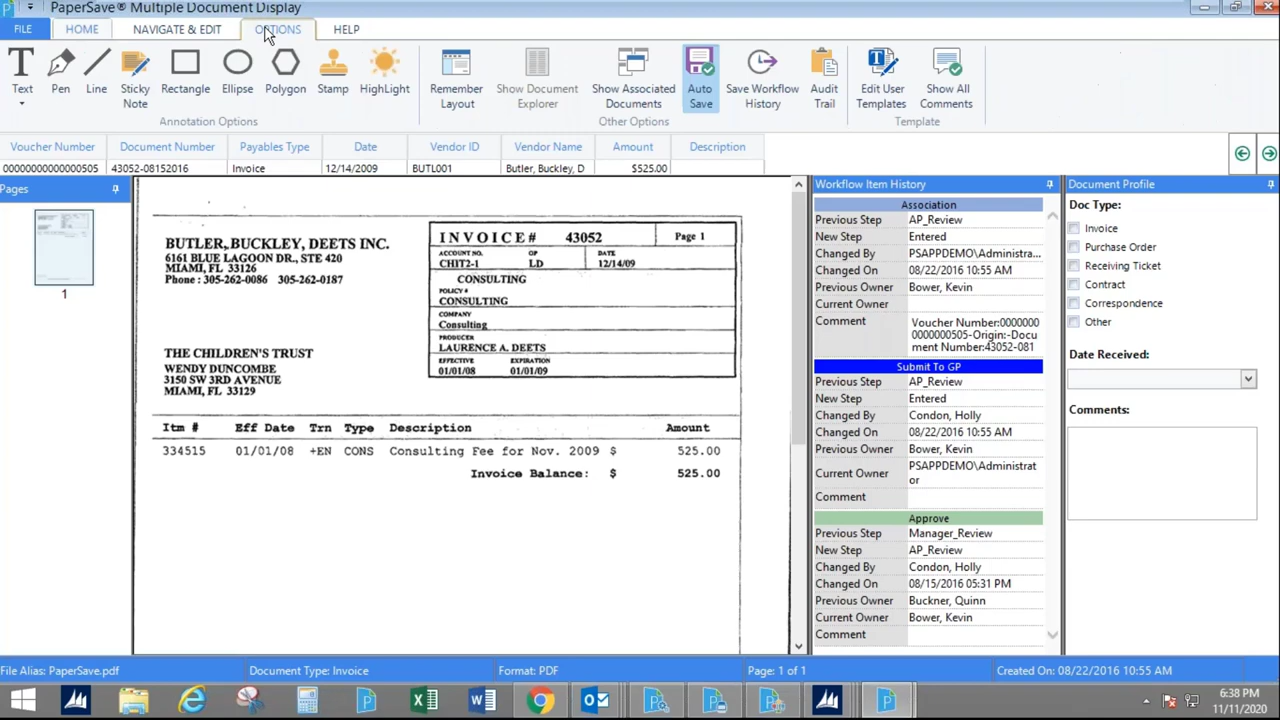 PaperSave® Multiple Document Display
FILE HOME NAVIGATE & EDIT OPTIONS HELP
Text Pen Line Sticky Note Rectangle Ellipse Polygon Stamp HighLight
Remember Layout Show Document Explorer Show Associated Documents Auto Save Save Workflow History Audit Trail Edit User Templates Show All Comments
Annotation Options Other Options Template
Voucher Number Document Number Payables Type Date Vendor ID Vendor Name Amount Description
00000000000000505 43052-08152016 Invoice 12/14/2009 BUTL001 Butler, Buckley, D $525.00
Pages
1
BUTLER, BUCKLEY, DEETS INC.
6161 BLUE LAGOON DR., STE 420
MIAMI, FL 33126
Phone : 305-262-0086 305-262-0187
INVOICE# 43052 Page 1
ACCOUNT NO. OP DATE
CHIT2-1 LD 12/14/09
CONSULTING
POLICY #
CONSULTING
COMPANY
Consulting
PRODUCER
LAURENCE A. DEETS
EFFECTIVE EXPIRATION
01/01/08 01/01/09
THE CHILDREN'S TRUST
WENDY DUNCOMBE
3150 SW 3RD AVENUE
MIAMI, FL 33129
Itm # Eff Date Trn Type Description Amount
334515 01/01/08 +EN CONS Consulting Fee for Nov. 2009 $ 525.00
Invoice Balance: $ 525.00
Workflow Item History
Association
Previous Step AP_Review
New Step Entered
Changed By PSAPPDEMO\Administra...
Changed On 08/22/2016 10:55 AM
Previous Owner Bower, Kevin
Current Owner
Comment Voucher Number:0000000
0000000505-Origin:-Docu
ment Number:43052-081
Submit To GP
Previous Step AP_Review
New Step Entered
Changed By Condon, Holly
Changed On 08/22/2016 10:55 AM
Previous Owner Bower, Kevin
Current Owner PSAPPDEMO\Administrat
or
Comment
Approve
Previous Step Manager_Review
New Step AP_Review
Changed By Condon, Holly
Changed On 08/15/2016 05:31 PM
Previous Owner Buckner, Quinn
Current Owner Bower, Kevin
Comment
Document Profile
Doc Type:
Invoice
Purchase Order
Receiving Ticket
Contract
Correspondence
Other
Date Received:
Comments:
File Alias: PaperSave.pdf Document Type: Invoice Format: PDF Page: 1 of 1 Created On: 08/22/2016 10:55 AM
6:38 PM
11/11/2020